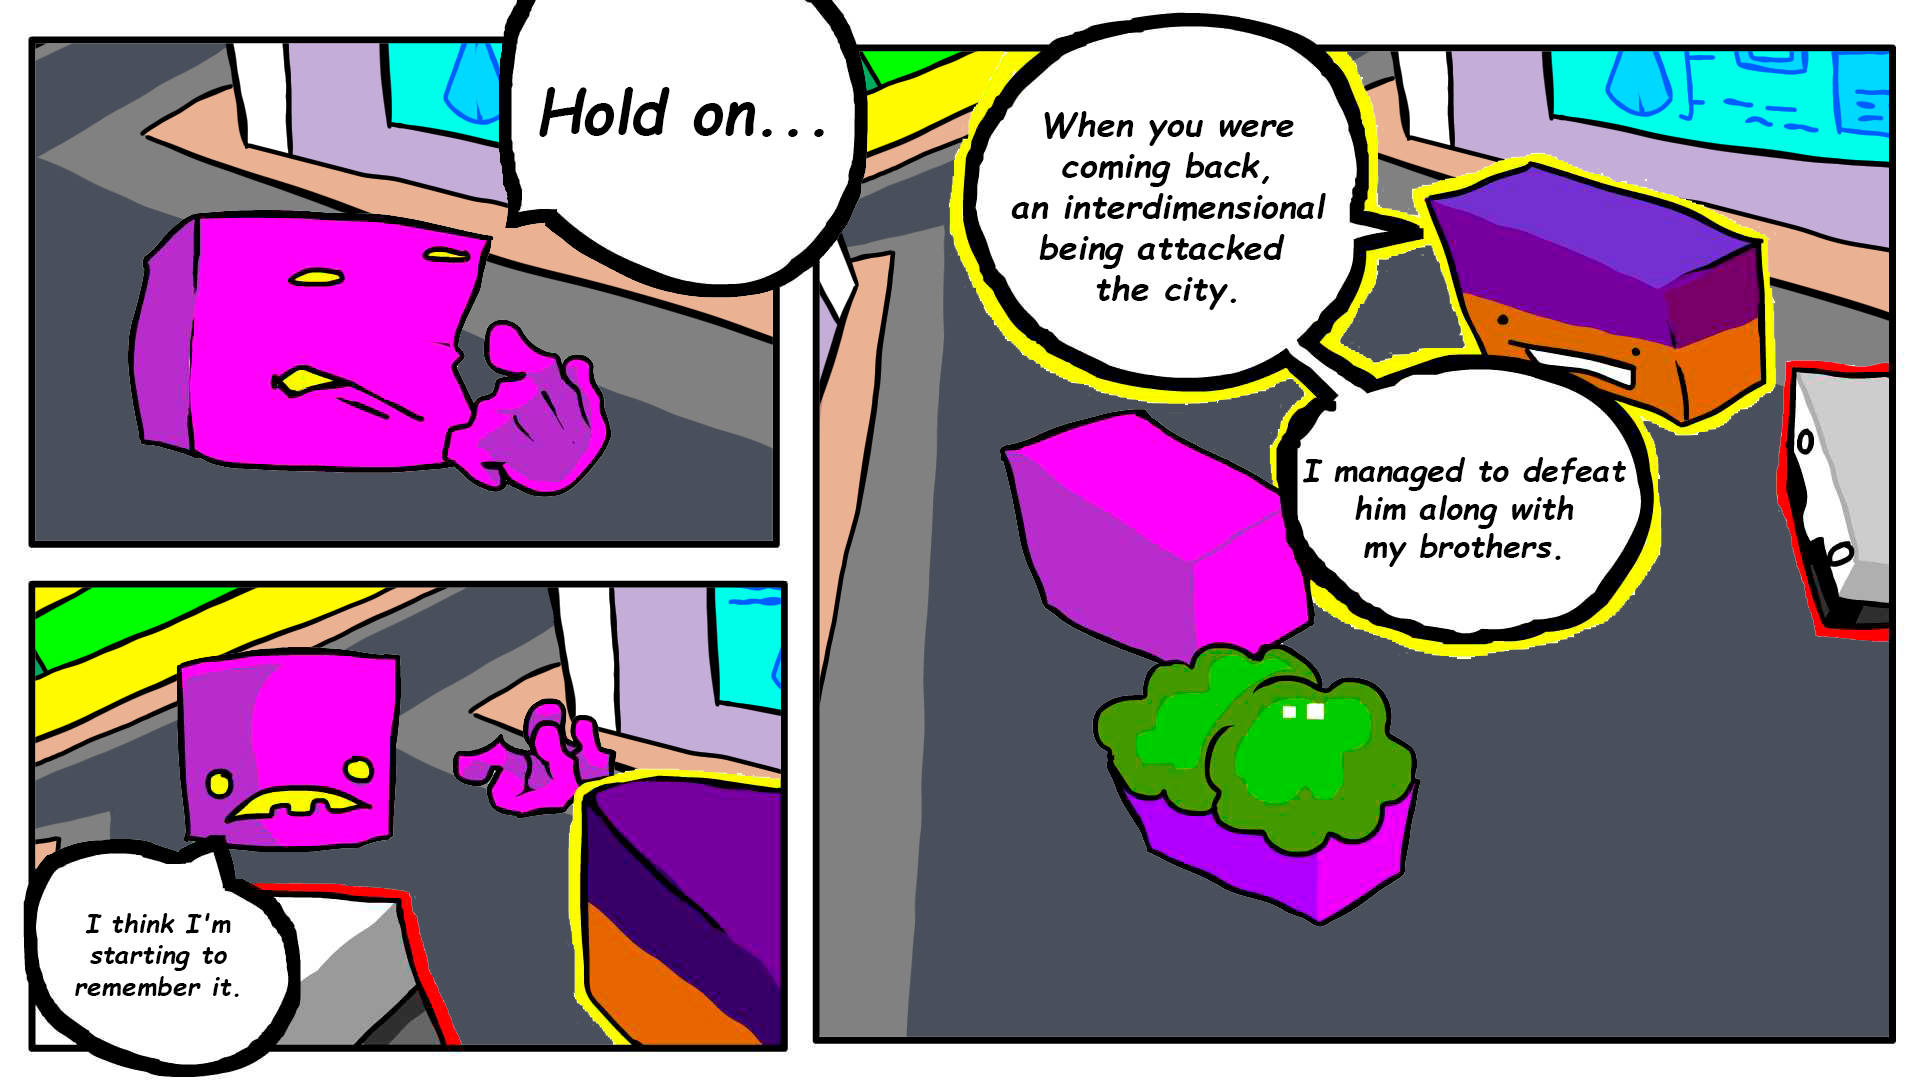 Hold on...
I think I'm
starting to
remember it.
When you were
coming back,
an interdimensional
being attacked
the city.
I managed to defeat
him along with
my brothers.